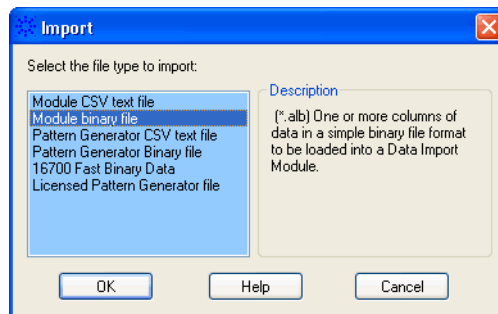 Import
Select the file type to import:
Module CSV text file
Module binary file
Pattern Generator CSV text file
Pattern Generator Binary file
16700 Fast Binary Data
Licensed Pattern Generator file
Description
(*.alb) One or more columns of
data in a simple binary file format
to be loaded into a Data Import
Module.
OK
Help
Cancel